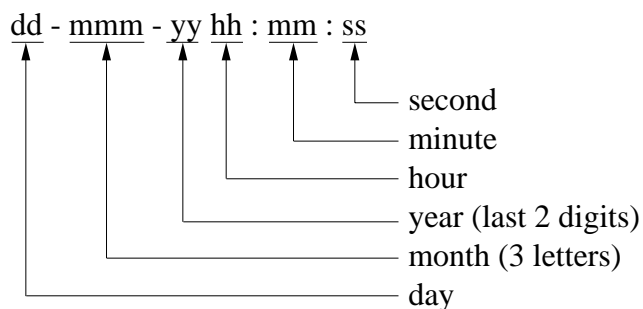 dd - mmm - yy hh : mm : ss
second
minute
hour
year (last 2 digits)
month (3 letters)
day